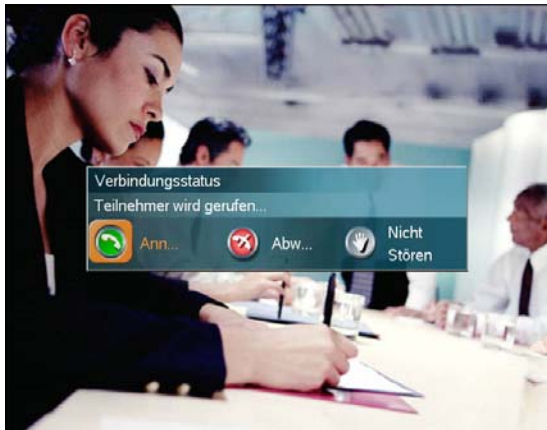 Verbindungsstatus
Teilnehmer wird gerufen...
Ann...
Abw...
Nicht
Stören